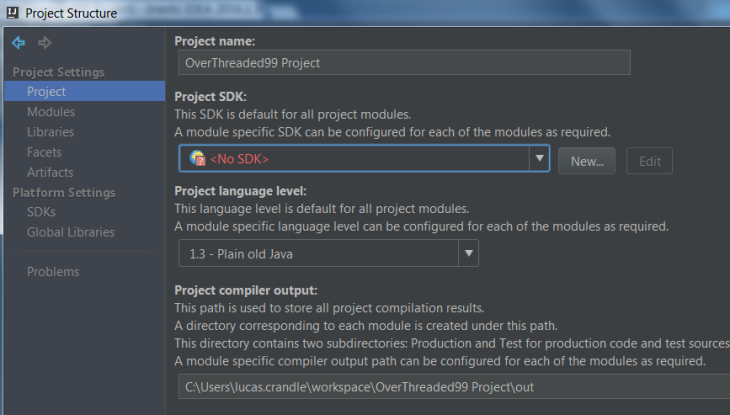 Project Structure
Project Settings
Project
Modules
Libraries
Facets
Artifacts
Platform Settings
SDKs
Global Libraries
Problems
Project name:
OverThreaded99 Project
Project SDK:
This SDK is default for all project modules.
A module specific SDK can be configured for each of the modules as required.
<No SDK>
New...
Edit
Project language level:
This language level is default for all project modules.
A module specific language level can be configured for each of the modules as required.
1.3 - Plain old Java
Project compiler output:
This path is used to store all project compilation results.
A directory corresponding to each module is created under this path.
This directory contains two subdirectories: Production and Test for production code and test sources
A module specific compiler output path can be configured for each of the modules as required.
C:\Users\lucas.crandle\workspace\OverThreaded99 Project\out